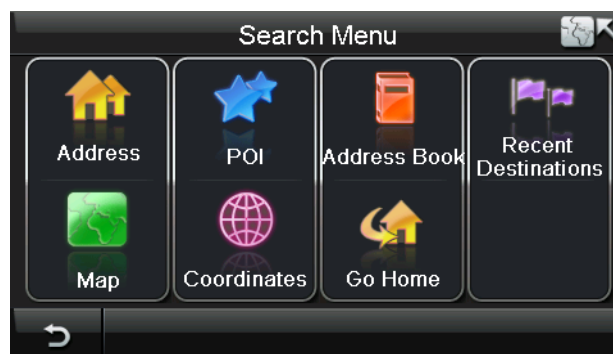 Search Menu
Address
POI
Address Book
Recent
Destinations
Map
Coordinates
Go Home